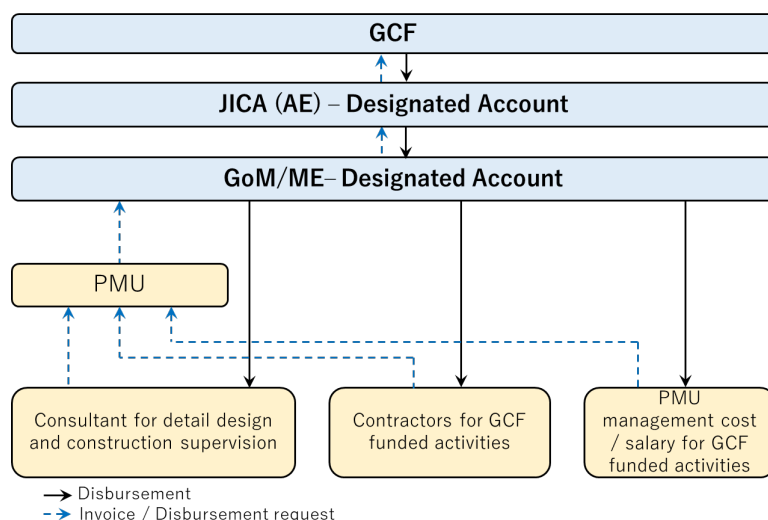 GCF
JICA (AE) – Designated Account
GoM/ME– Designated Account
PMU
Consultant for detail design
and construction supervision
Contractors for GCF
funded activities
PMU
management cost
/ salary for GCF
funded activities
Disbursement
Invoice / Disbursement request